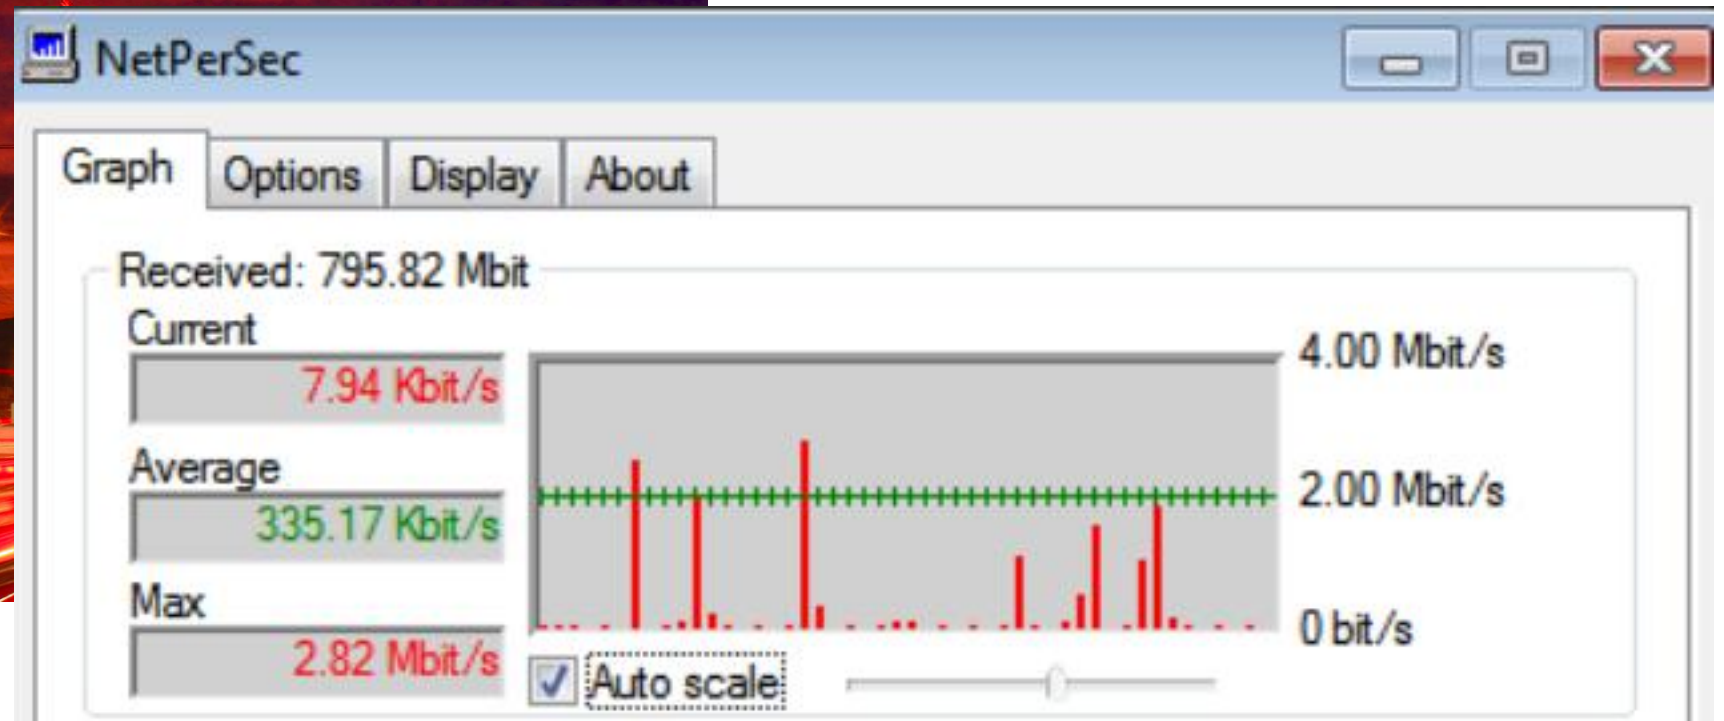 NetPerSec
Graph Options Display About
Received: 795.82 Mbit
Current
7.94 Kbit/s
4.00 Mbit/s
Average
335.17 Kbit/s
2.00 Mbit/s
Max
2.82 Mbit/s
0 bit/s
Auto scale